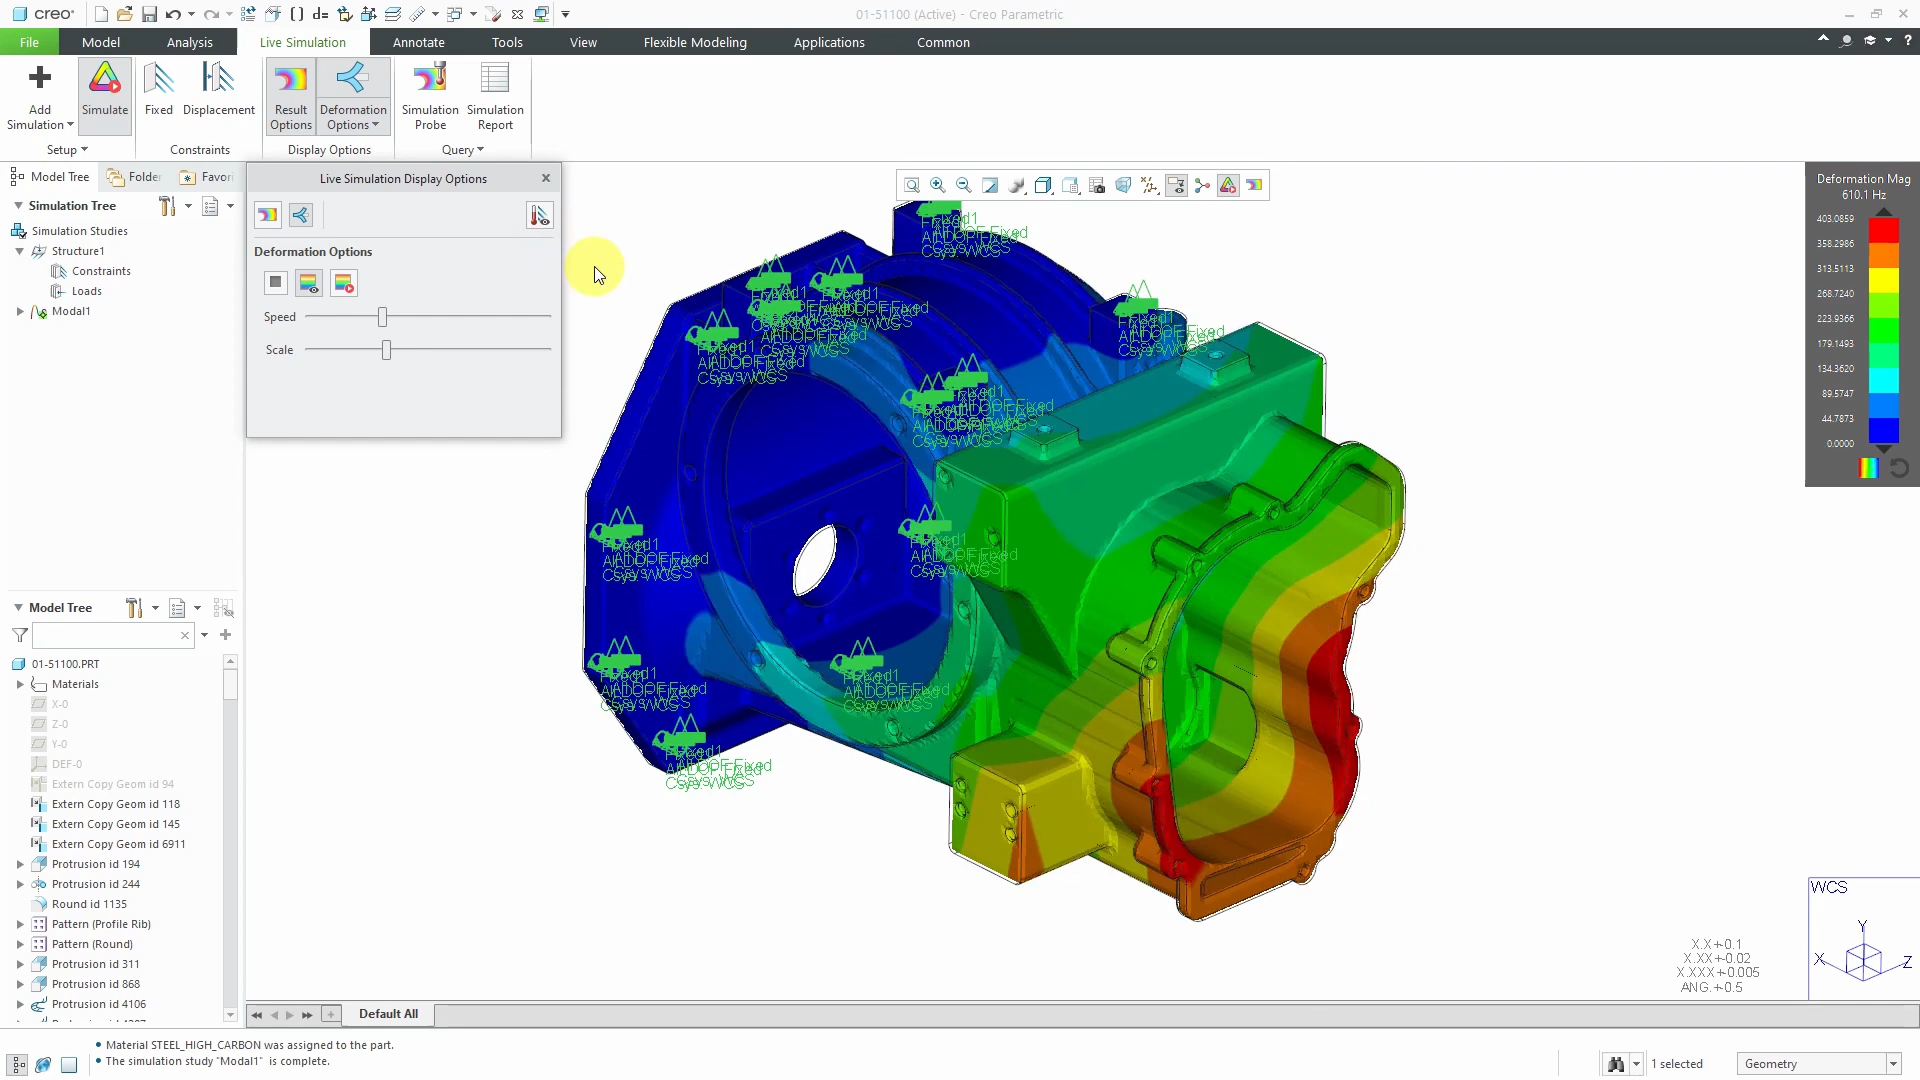 creo
d=
01-51100 (Active) - Creo Parametric
File
Model
Analysis
Live Simulation
Annotate
Tools
View
Flexible Modeling
Applications
Common
Add
Simulation
Simulate
Fixed
Displacement
Result
Options
Deformation
Options
Simulation
Probe
Simulation
Report
Setup
Constraints
Display Options
Query
Model Tree
Folder
Favori
Simulation Tree
Simulation Studies
Structure1
Constraints
Loads
Modal1
Live Simulation Display Options
Deformation Options
Speed
Scale
Deformation Mag
610.1 Hz
403.0859
358.2986
313.5113
268.7240
223.9366
179.1493
134.3620
89.5747
44.7873
0.0000
Model Tree
01-51100.PRT
Materials
X-0
Z-0
Y-0
DEF-0
Extern Copy Geom id 94
Extern Copy Geom id 118
Extern Copy Geom id 145
Extern Copy Geom id 6911
Protrusion id 194
Protrusion id 244
Round id 1135
Pattern (Profile Rib)
Pattern (Round)
Protrusion id 311
Protrusion id 868
Protrusion id 4106
WCS
Y
X
Z
X.X+-0.1
X.XX+-0.02
X.XXX+-0.005
ANG.+-0.5
Default All
• Material STEEL_HIGH_CARBON was assigned to the part.
• The simulation study "Modal1" is complete.
1 selected
Geometry